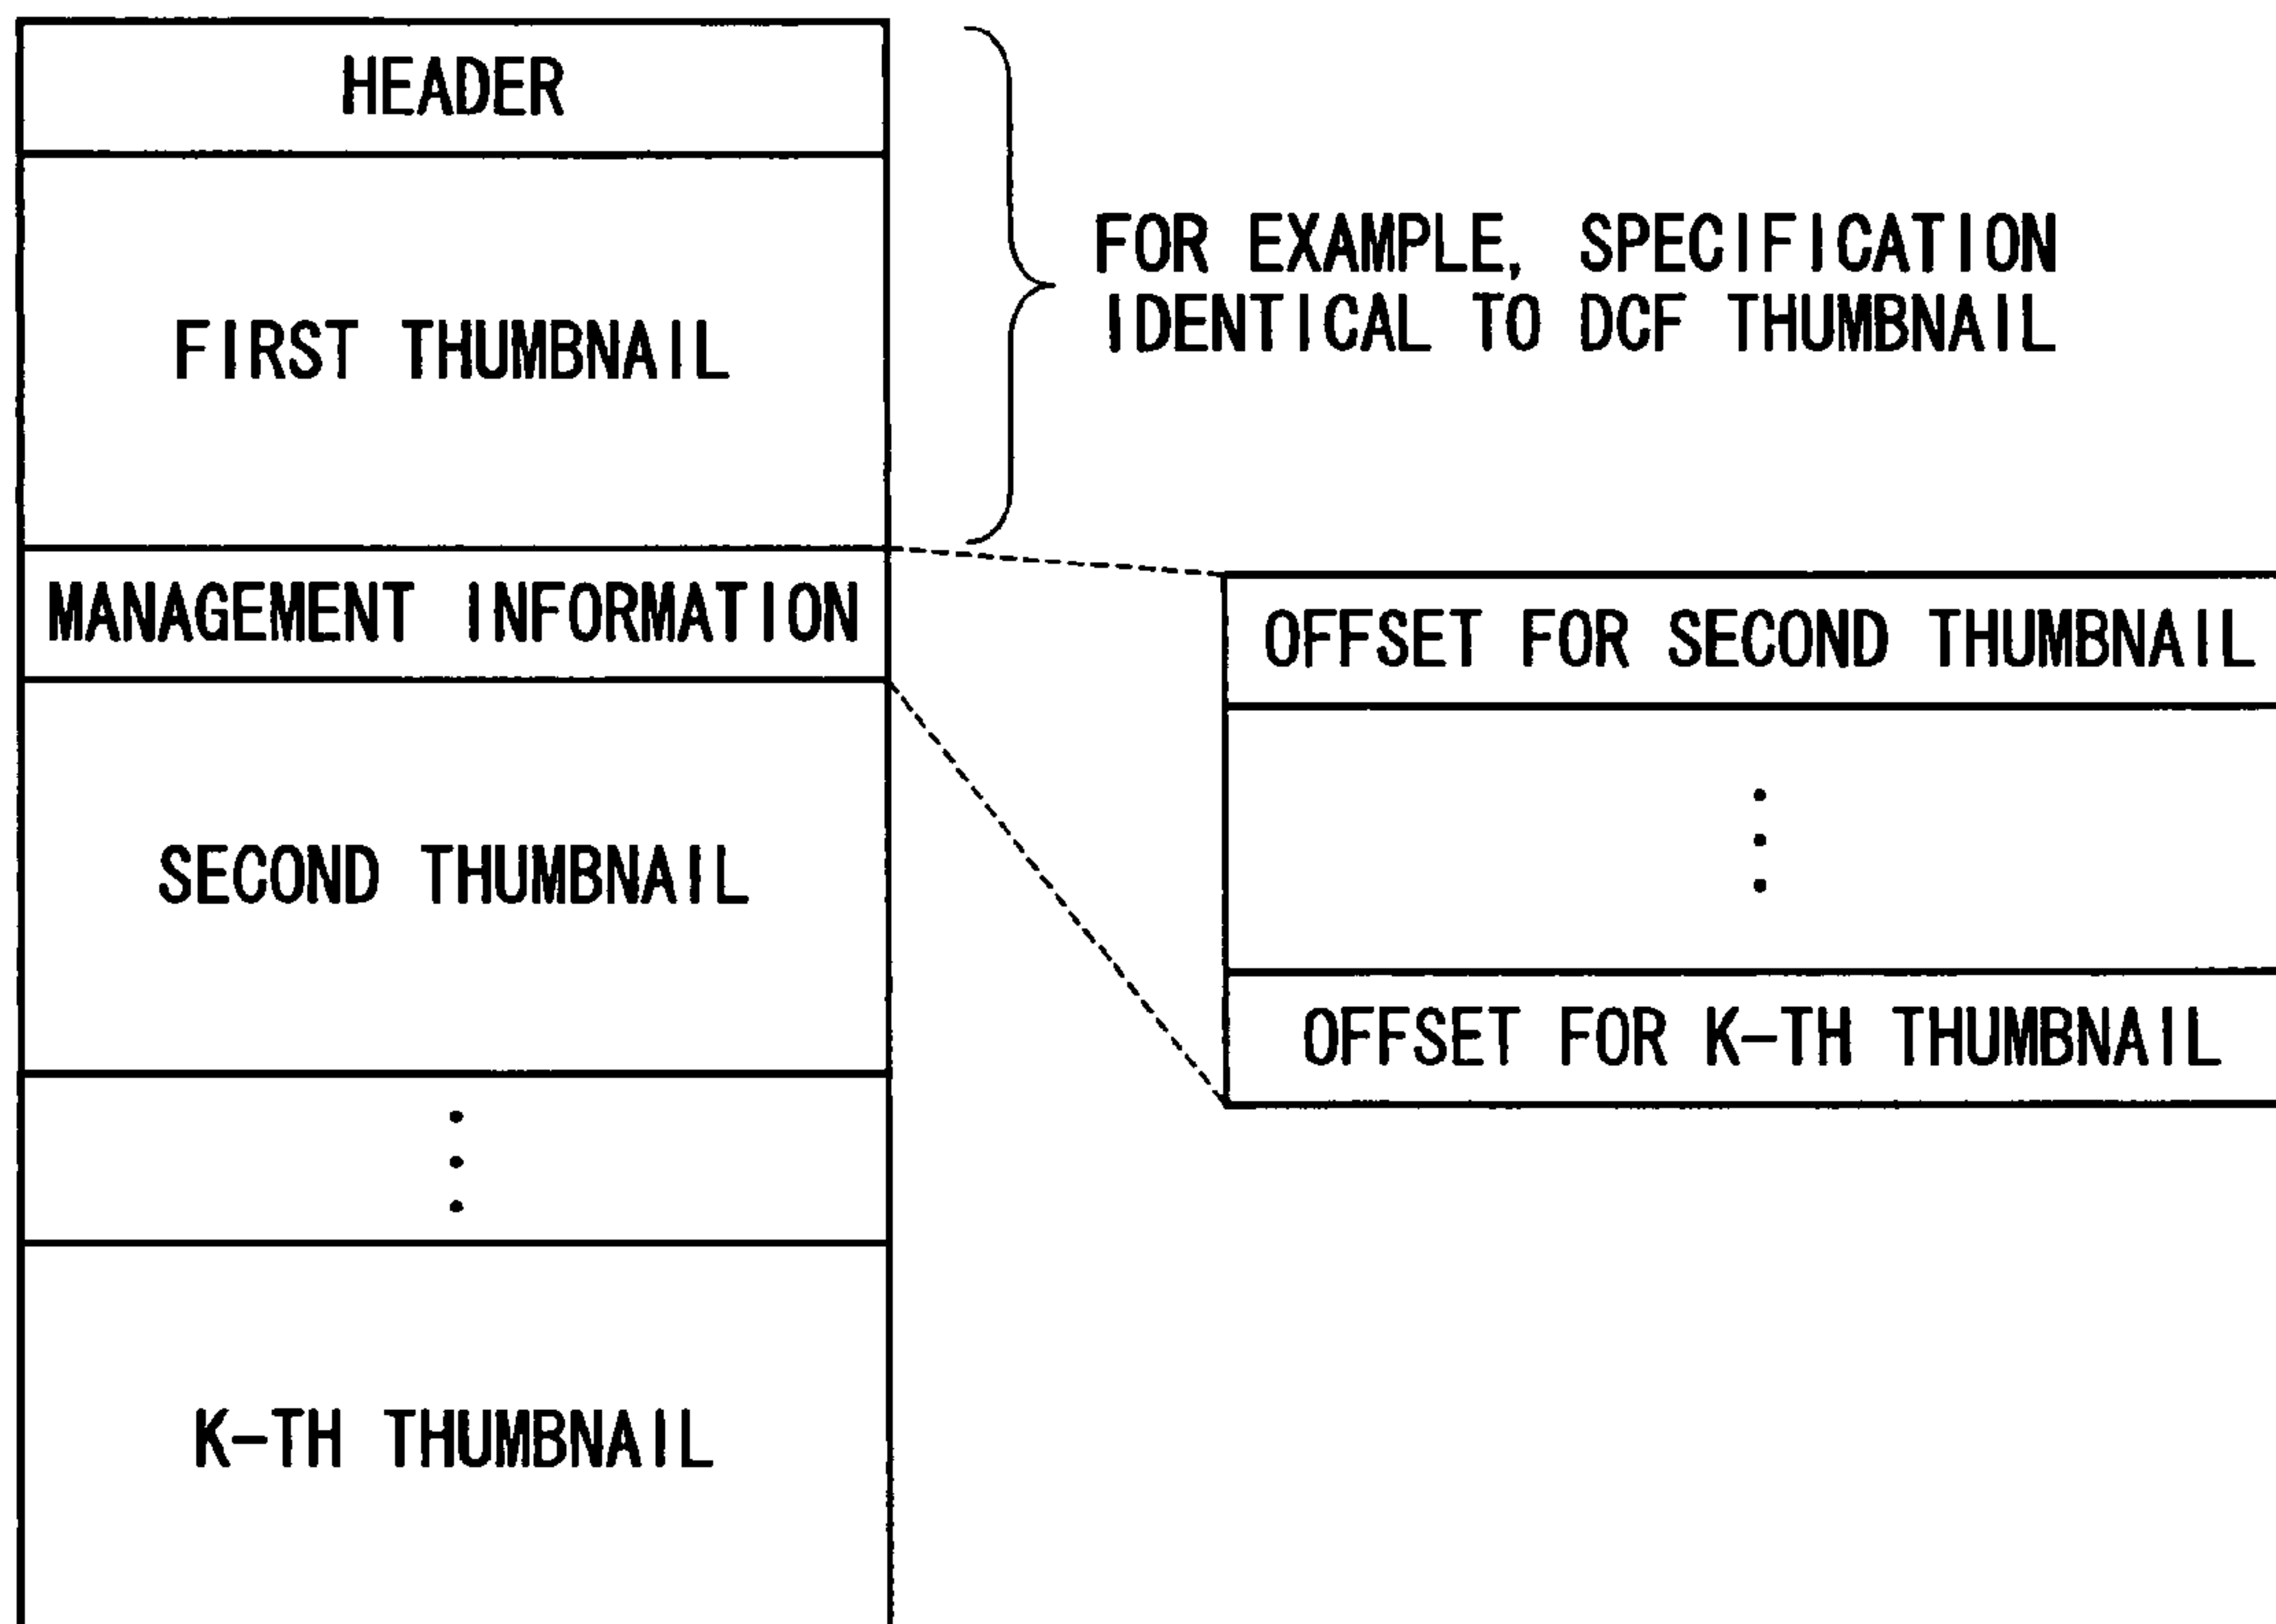 HEADER
FIRST THUMBNAIL
FOR EXAMPLE, SPECIFICATION
IDENTICAL TO DCF THUMBNAIL
MANAGEMENT INFORMATION
SECOND THUMBNAIL
K-TH THUMBNAIL
OFFSET FOR SECOND THUMBNAIL
OFFSET FOR K-TH THUMBNAIL